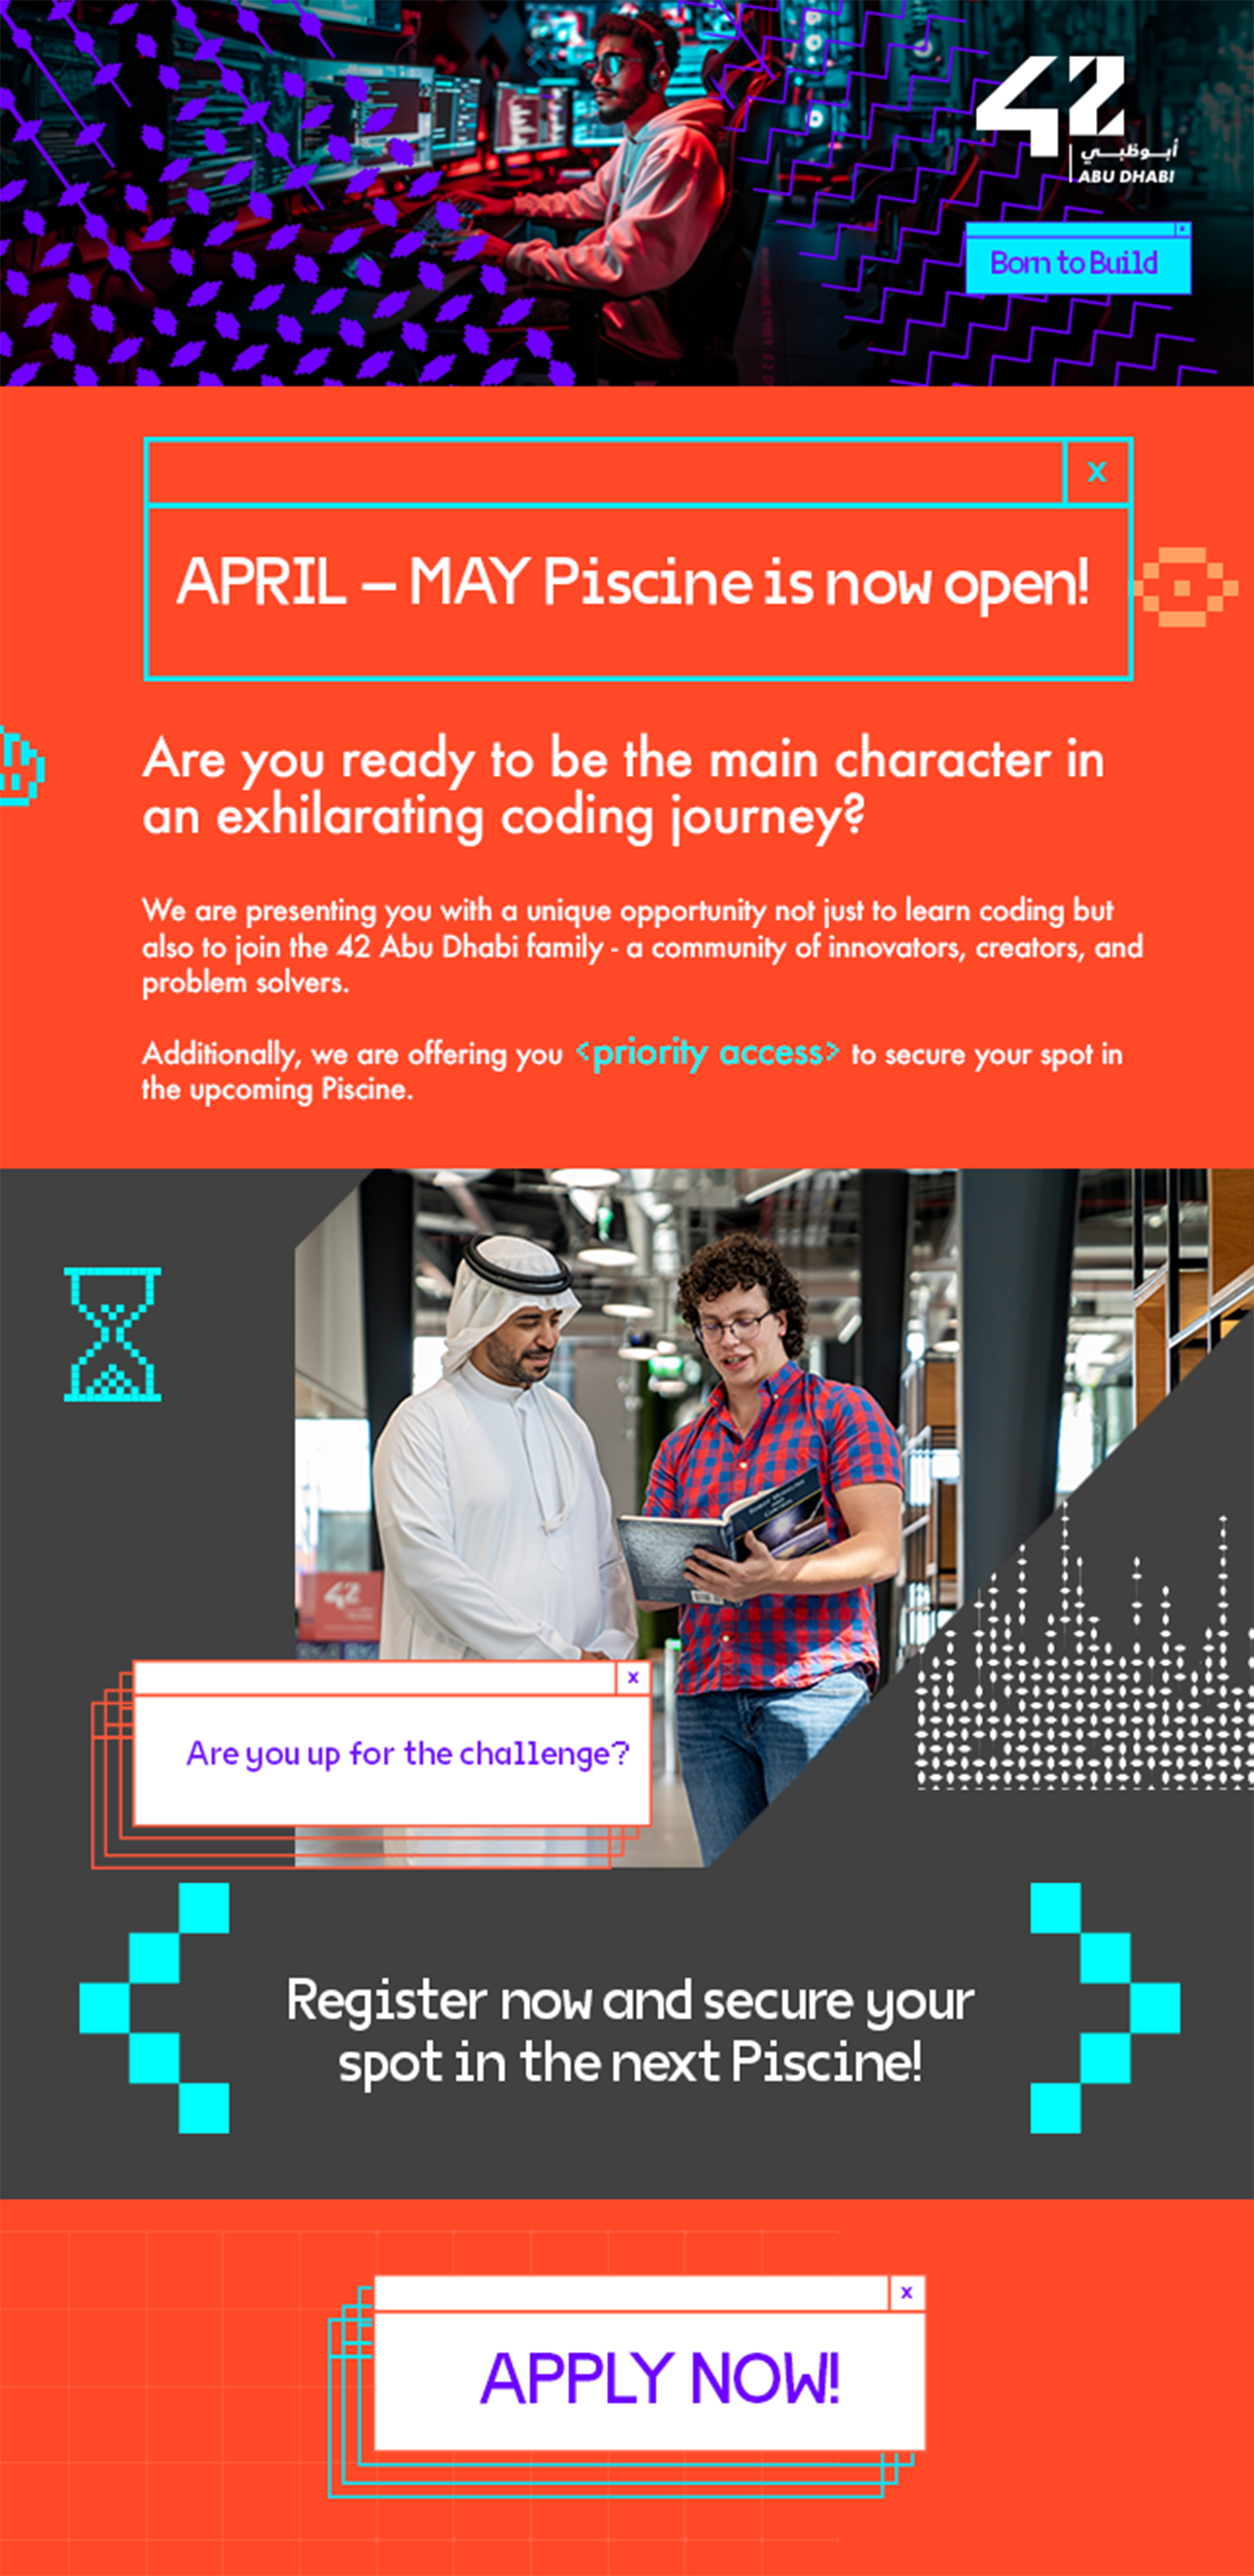 42
أبوظبي
ABU DHABI
x
Born to Build
x
APRIL – MAY Piscine is now open!
Are you ready to be the main character in
an exhilarating coding journey?
We are presenting you with a unique opportunity not just to learn coding but
also to join the 42 Abu Dhabi family - a community of innovators, creators, and
problem solvers.
Additionally, we are offering you <priority access> to secure your spot in
the upcoming Piscine.
42
x
Are you up for the challenge?
Register now and secure your
spot in the next Piscine!
x
APPLY NOW!